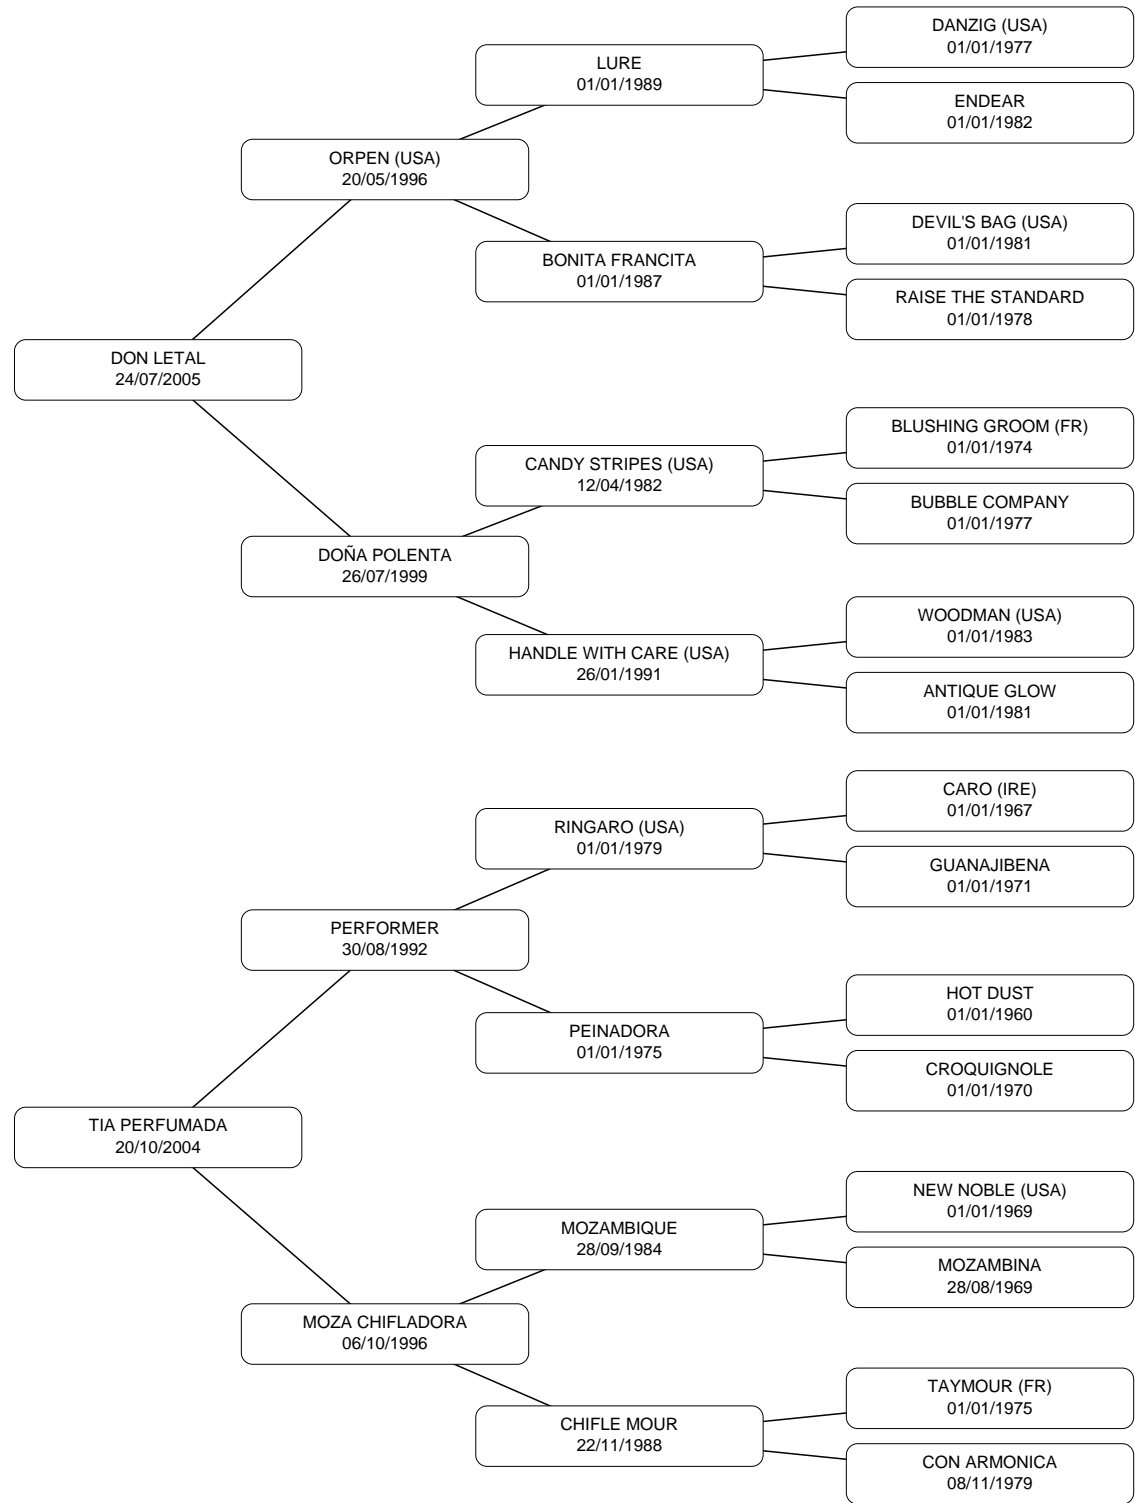 DANZIG (USA)
01/01/1977
LURE
01/01/1989
ENDEAR
01/01/1982
ORPEN (USA)
20/05/1996
DEVIL'S BAG (USA)
01/01/1981
BONITA FRANCITA
01/01/1987
RAISE THE STANDARD
01/01/1978
DON LETAL
24/07/2005
BLUSHING GROOM (FR)
01/01/1974
CANDY STRIPES (USA)
12/04/1982
BUBBLE COMPANY
01/01/1977
DOÑA POLENTA
26/07/1999
WOODMAN (USA)
01/01/1983
HANDLE WITH CARE (USA)
26/01/1991
ANTIQUE GLOW
01/01/1981
CARO (IRE)
01/01/1967
RINGARO (USA)
01/01/1979
GUANAJIBENA
01/01/1971
PERFORMER
30/08/1992
HOT DUST
01/01/1960
PEINADORA
01/01/1975
CROQUIGNOLE
01/01/1970
TIA PERFUMADA
20/10/2004
NEW NOBLE (USA)
01/01/1969
MOZAMBIQUE
28/09/1984
MOZAMBINA
28/08/1969
MOZA CHIFLADORA
06/10/1996
TAYMOUR (FR)
01/01/1975
CHIFLE MOUR
22/11/1988
CON ARMONICA
08/11/1979